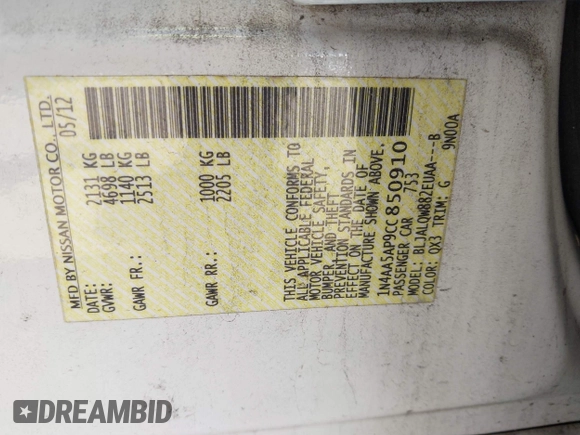 MFD BY NISSAN MOTOR CO., LTD.
DATE: 05/12
GVWR: 2131 KG
4698 LB
GAWR FR: 1140 KG
2513 LB
GAWR RR: 1000 KG
2205 LB
THIS VEHICLE CONFORMS TO
ALL APPLICABLE FEDERAL
MOTOR VEHICLE SAFETY,
BUMPER, AND THEFT
PREVENTION STANDARDS IN
EFFECT ON THE DATE OF
MANUFACTURE SHOWN ABOVE.
1N4AA5AP9CC850910
PASSENGER CAR 753
MODEL: BLJALQW882EUAA---B
COLOR: QX3 TRIM: G 9N00A
DREAMBID